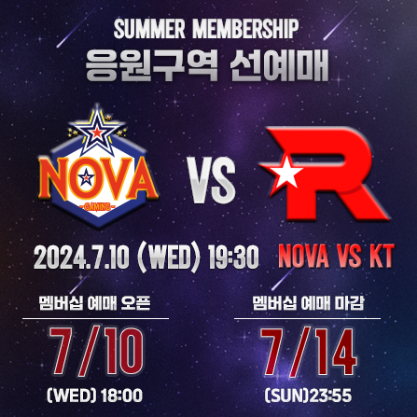 SUMMER MEMBERSHIP
응원구역 선예매
NOVA
-GAMING-
VS
R
2024.7.10 (WED) 19:30 NOVA VS KT
멤버십 예매 오픈
7/10
(WED) 18:00
멤버십 예매 마감
7/14
(SUN)23:55